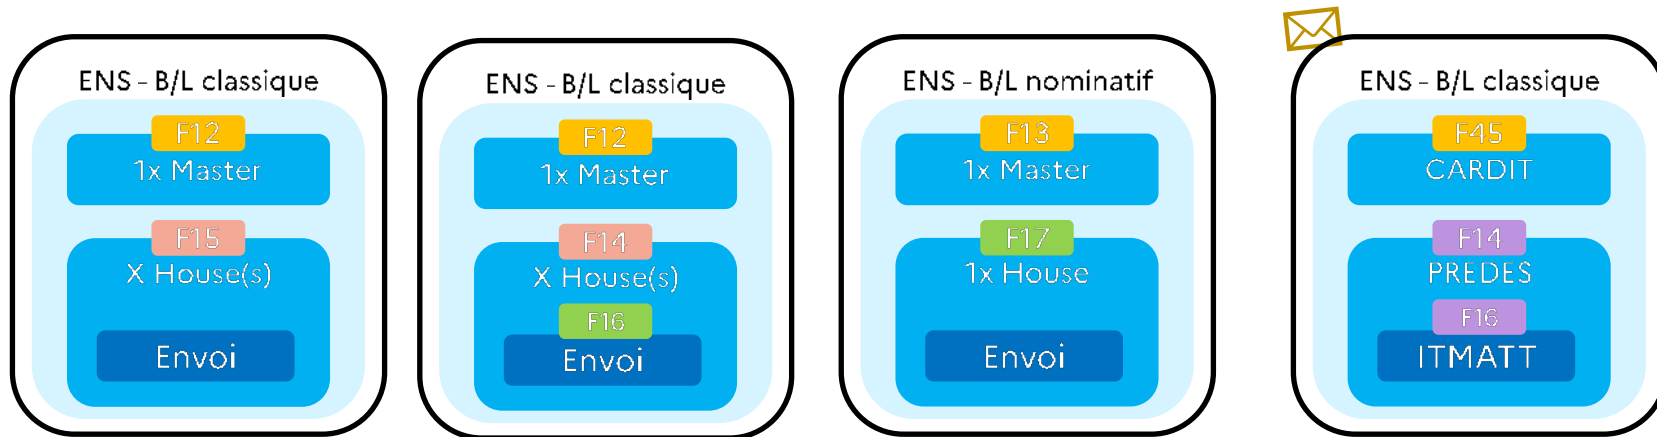 ENS - B/L classique
F12
1x Master
F15
X House(s)
Envoi
ENS - B/L classique
F12
1x Master
F14
X House(s)
F16
Envoi
ENS - B/L nominatif
F13
1x Master
F17
1x House
Envoi
ENS - B/L classique
F45
CARDIT
F14
PREDES
F16
ITMATT